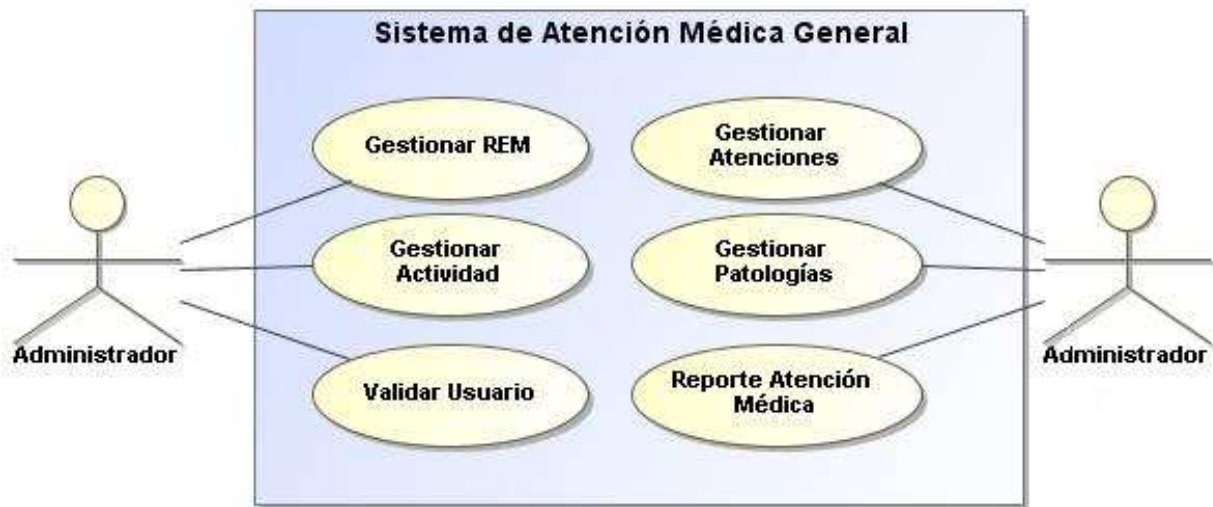 Sistema de Atención Médica General
Gestionar REM
Gestionar
Atenciones
Gestionar
Actividad
Gestionar
Patologías
Administrador
Administrador
Validar Usuario
Reporte Atención
Médica